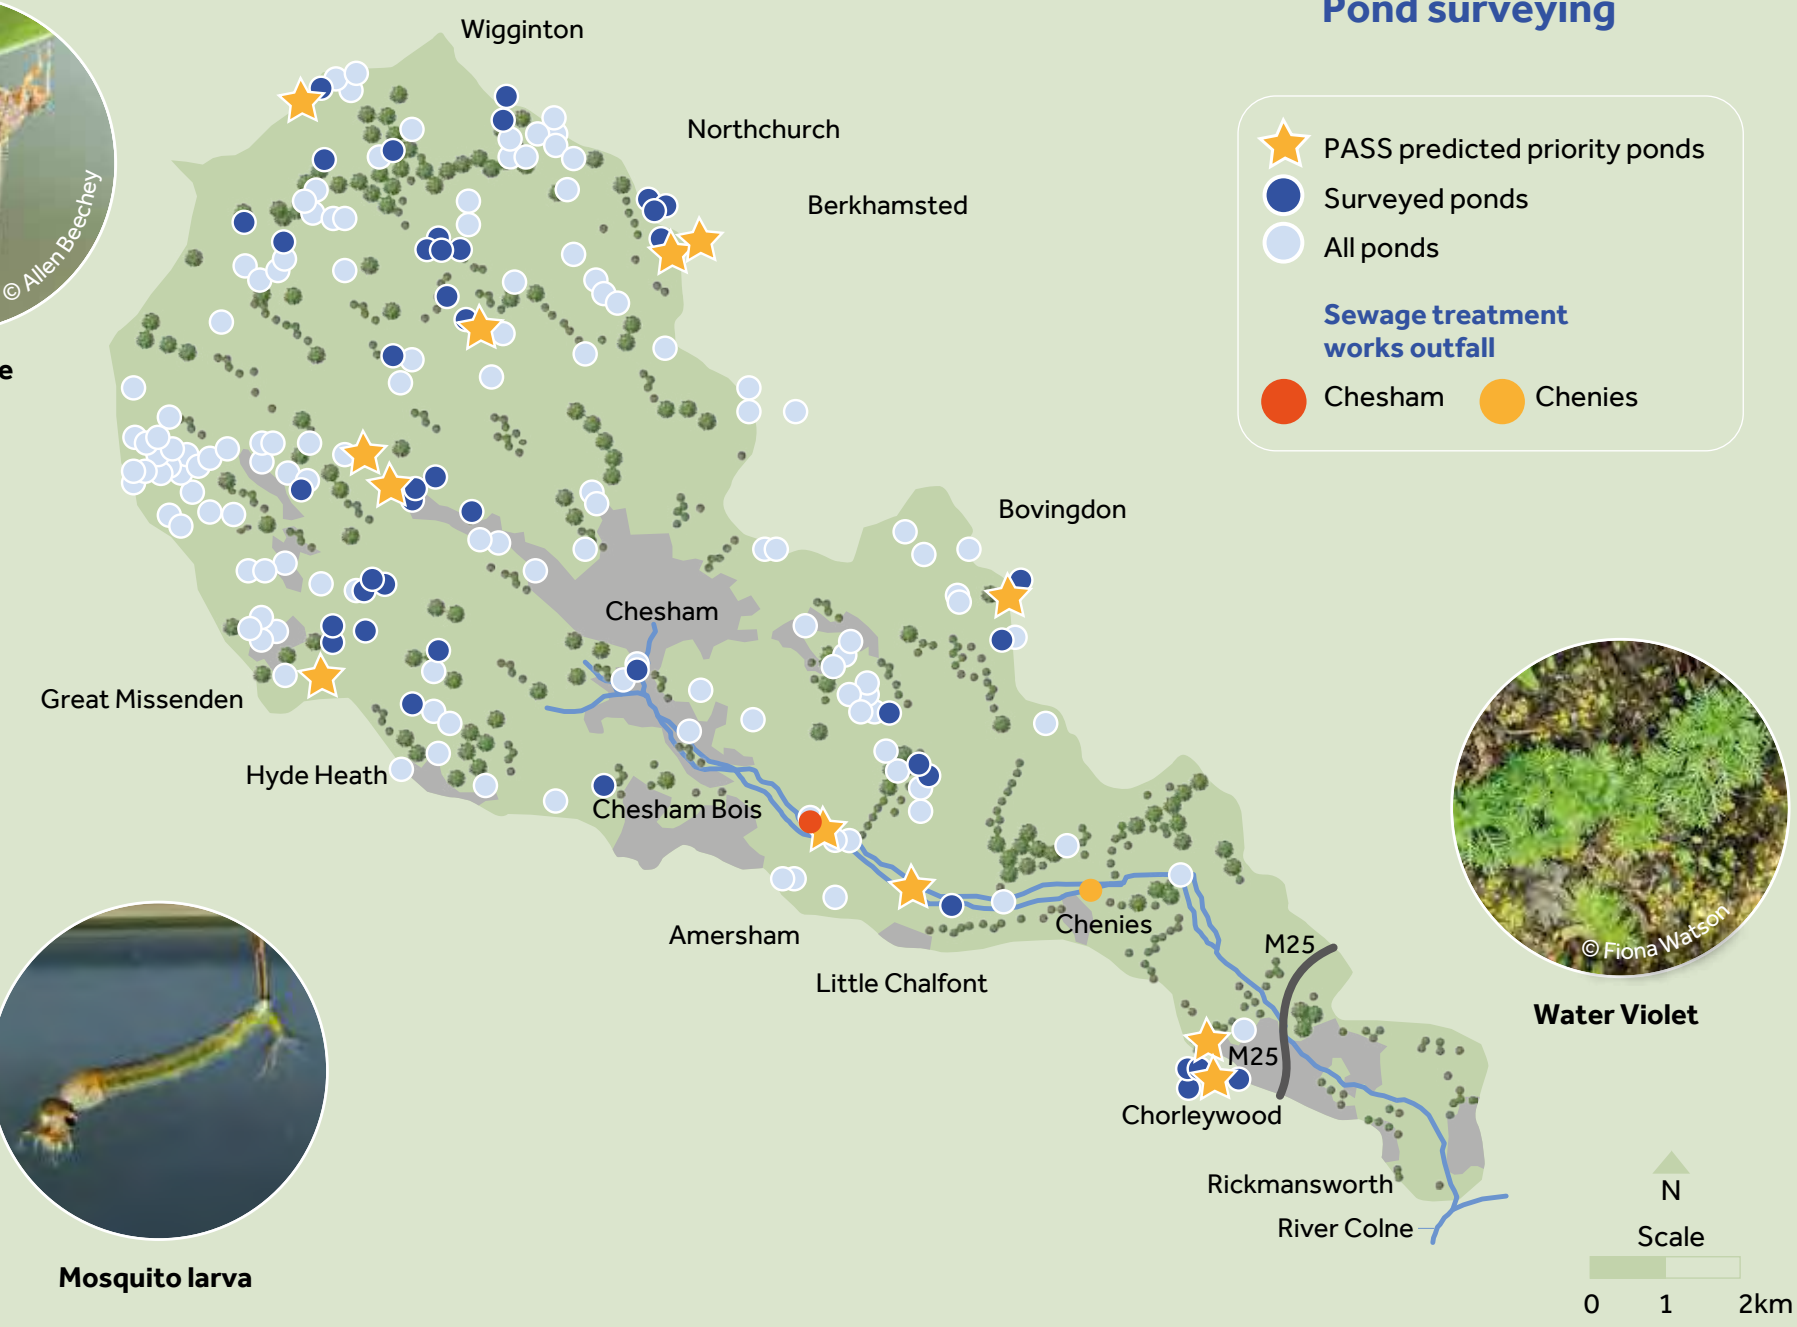 Pond surveying
Wigginton
Northchurch
Berkhamsted
PASS predicted priority ponds
Surveyed ponds
All ponds
Sewage treatment
works outfall
Chesham
Chenies
© Allen Beechey
e
Bovingdon
Chesham
Great Missenden
Hyde Heath
Chesham Bois
Amersham
Little Chalfont
Chenies
M25
M25
Chorleywood
Rickmansworth
River Colne
© Fiona Watson
Water Violet
Mosquito larva
N
Scale
0 1 2km